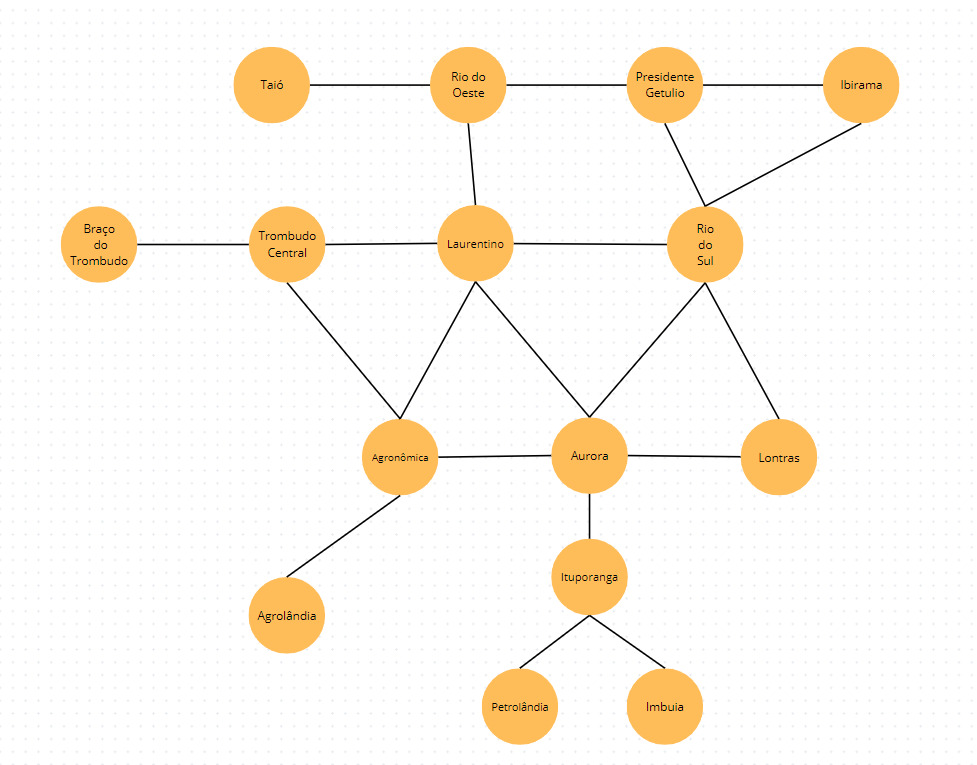 Taió
Rio do
Oeste
Presidente
Getulio
Ibirama
Braço
do
Trombudo
Trombudo
Central
Laurentino
Rio
do
Sul
Agronômica
Aurora
Lontras
Agrolândia
Ituporanga
Petrolândia
Imbuia